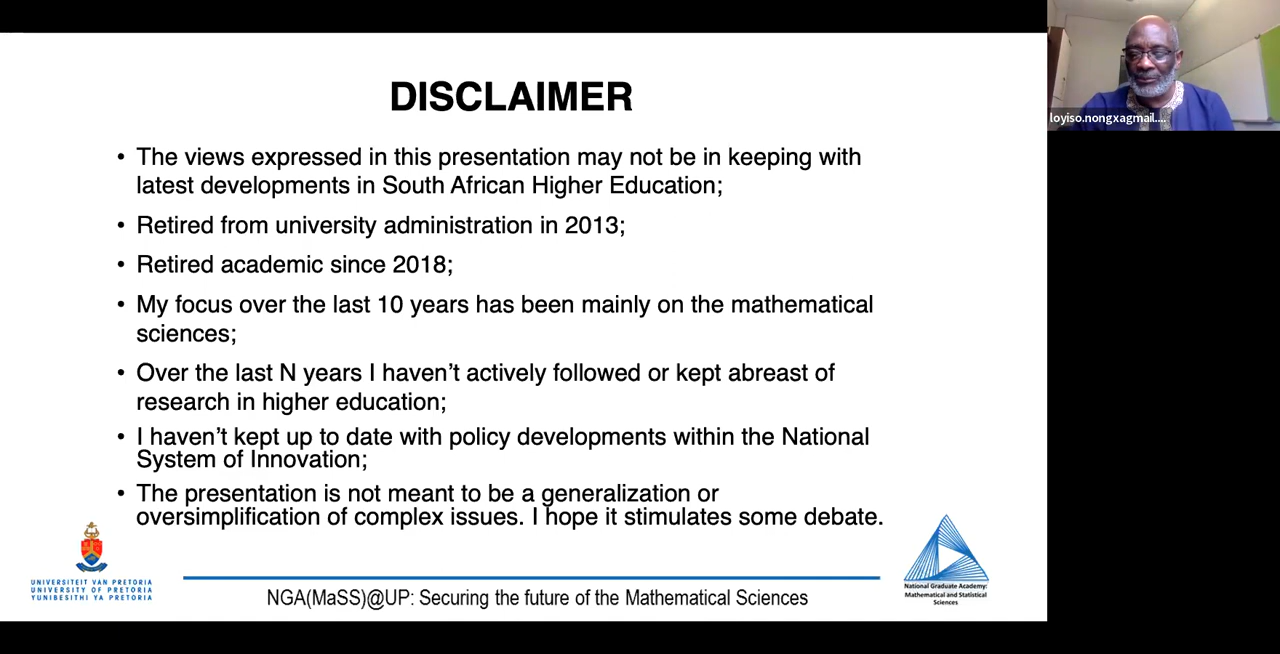 DISCLAIMER
• The views expressed in this presentation may not be in keeping with
latest developments in South African Higher Education;
• Retired from university administration in 2013;
• Retired academic since 2018;
• My focus over the last 10 years has been mainly on the mathematical
sciences;
• Over the last N years I haven’t actively followed or kept abreast of
research in higher education;
• I haven’t kept up to date with policy developments within the National
System of Innovation;
• The presentation is not meant to be a generalization or
oversimplification of complex issues. I hope it stimulates some debate.
UNIVERSITEIT VAN PRETORIA
UNIVERSITY OF PRETORIA
YUNIBESITHI YA PRETORIA
NGA(MaSS)@UP: Securing the future of the Mathematical Sciences
National Graduate Academy:
Mathematical and Statistical
Sciences
loyiso.nongxagmail....